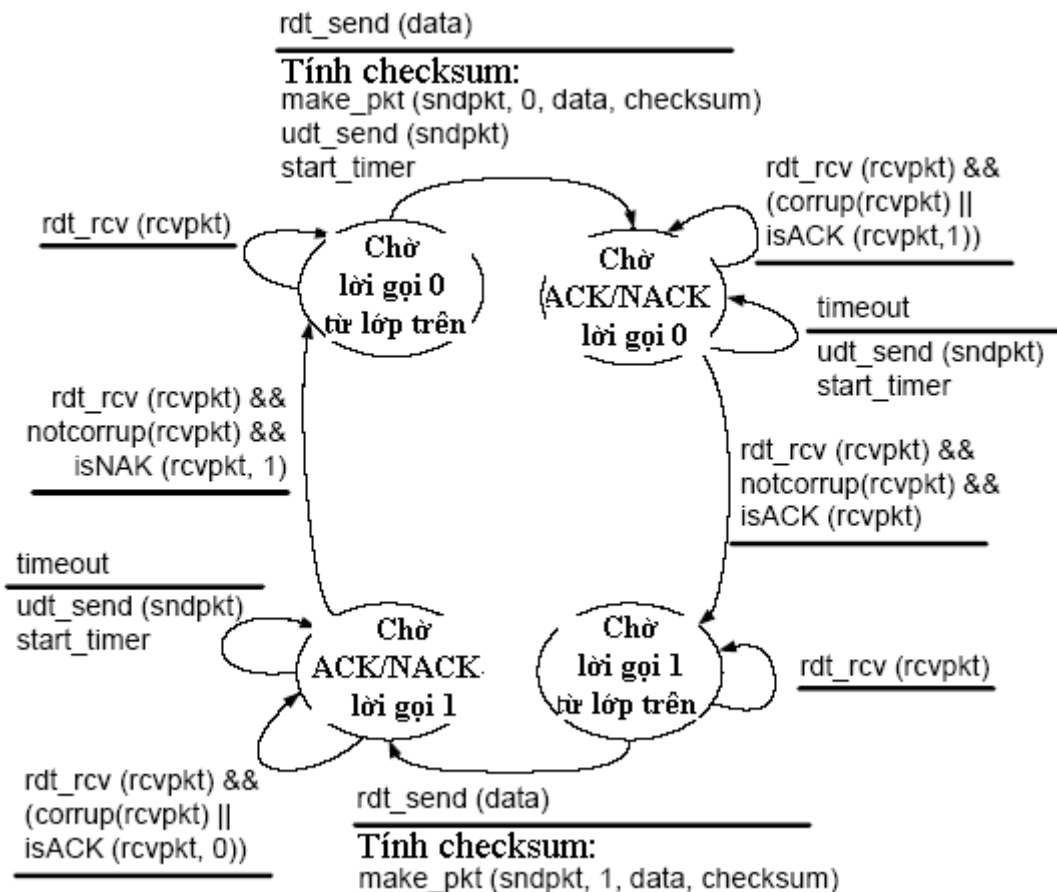 rdt_send (data)
Tính checksum:
make_pkt (sndpkt, 0, data, checksum)
udt_send (sndpkt)
start_timer
rdt_rcv (rcvpkt) &&
(corrup(rcvpkt) ||
isACK (rcvpkt,1))
rdt_rcv (rcvpkt)
Chờ
lời gọi 0
từ lớp trên
Chờ
ACK/NACK
lời gọi 0
timeout
udt_send (sndpkt)
start_timer
rdt_rcv (rcvpkt) &&
notcorrup(rcvpkt) &&
isNAK (rcvpkt, 1)
rdt_rcv (rcvpkt) &&
notcorrup(rcvpkt) &&
isACK (rcvpkt)
timeout
udt_send (sndpkt)
start_timer
Chờ
ACK/NACK
lời gọi 1
Chờ
lời gọi 1
từ lớp trên
rdt_rcv (rcvpkt)
rdt_rcv (rcvpkt) &&
(corrup(rcvpkt) ||
isACK (rcvpkt, 0))
rdt_send (data)
Tính checksum:
make_pkt (sndpkt, 1, data, checksum)